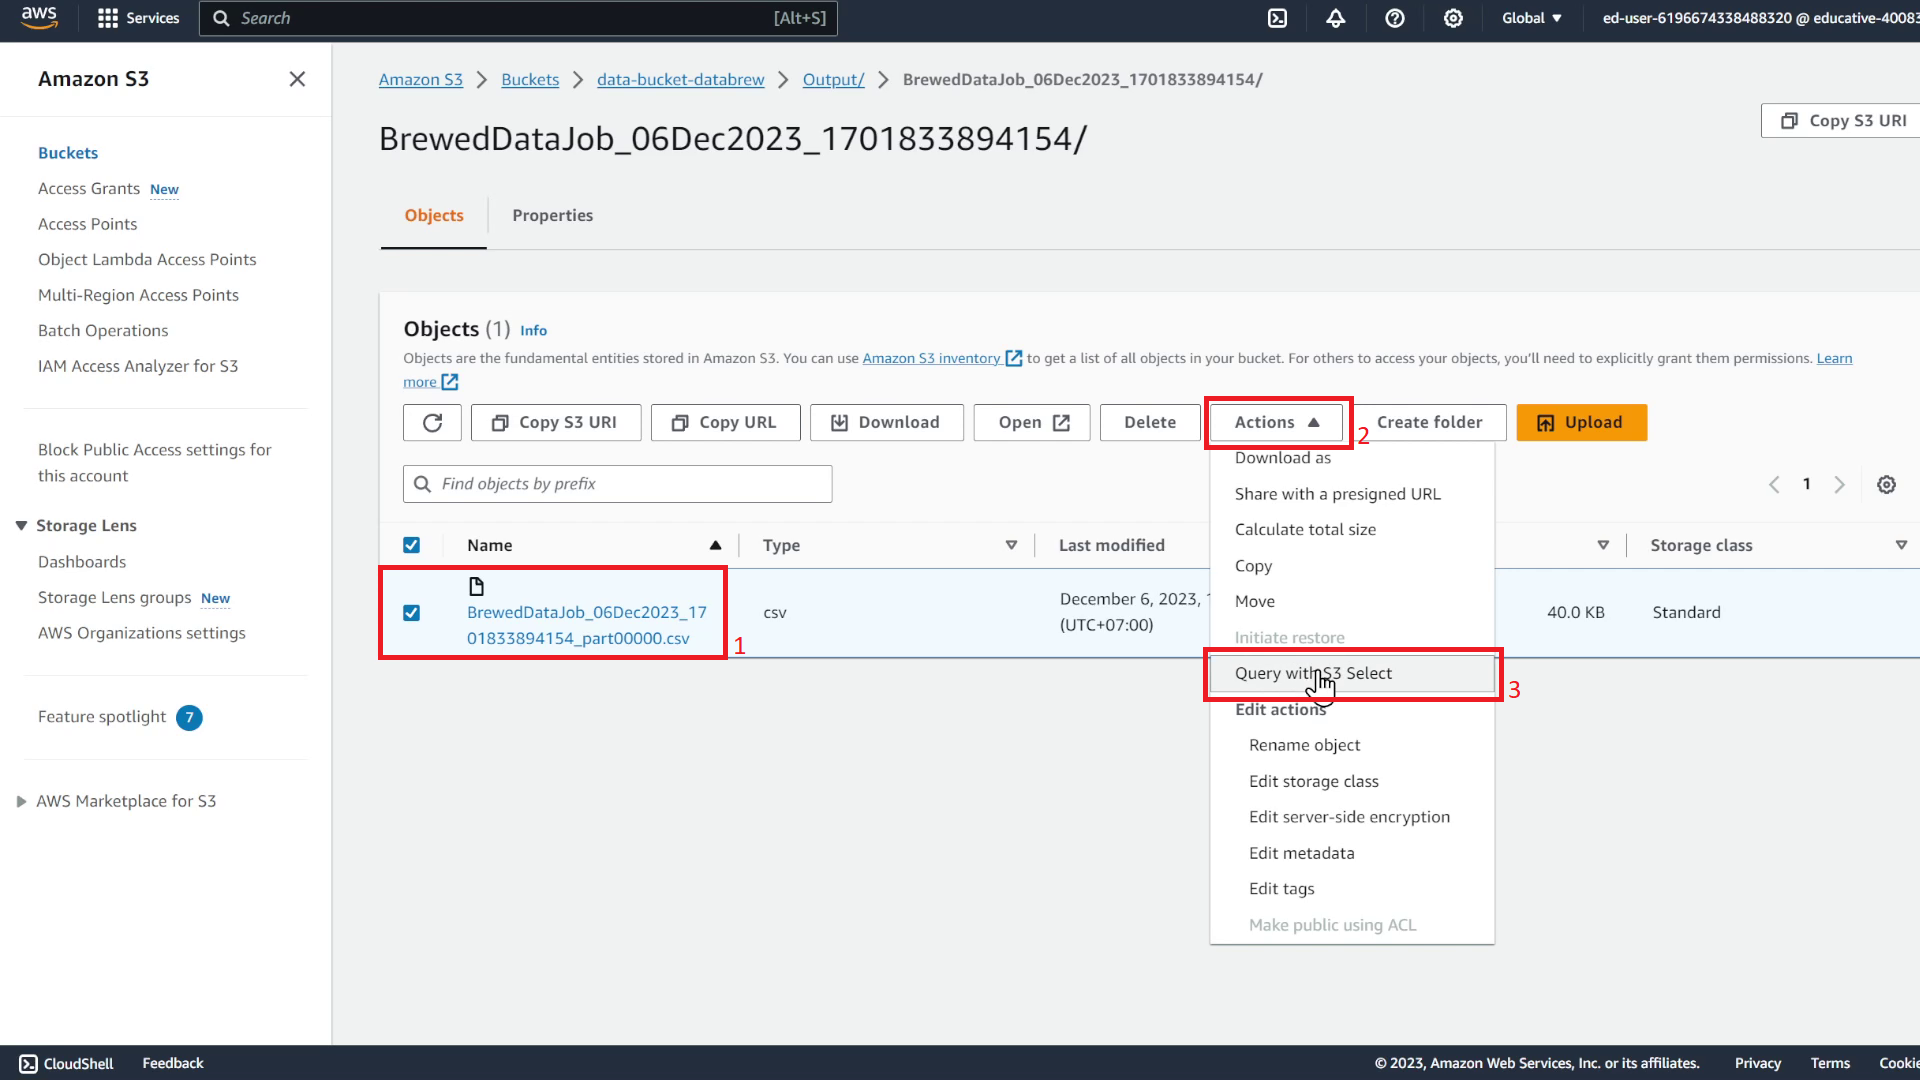 aws
Services
Search
[Alt+S]
Global ▼
ed-user-6196674338488320 @ educative-40083
Amazon S3
Buckets
Access Grants New
Access Points
Object Lambda Access Points
Multi-Region Access Points
Batch Operations
IAM Access Analyzer for S3
Block Public Access settings for
this account
Storage Lens
Dashboards
Storage Lens groups New
AWS Organizations settings
Feature spotlight 7
AWS Marketplace for S3
Amazon S3 > Buckets > data-bucket-databrew > Output/ > BrewedDataJob_06Dec2023_1701833894154/
BrewedDataJob_06Dec2023_1701833894154/
Copy S3 URI
Objects
Properties
Objects (1) Info
Objects are the fundamental entities stored in Amazon S3. You can use Amazon S3 inventory to get a list of all objects in your bucket. For others to access your objects, you'll need to explicitly grant them permissions. Learn
more
Copy S3 URI
Copy URL
Download
Open
Delete
Actions ▲
2
Create folder
Upload
Find objects by prefix
1
Name
Type
Last modified
Storage class
BrewedDataJob_06Dec2023_17
01833894154_part00000.csv
1
csv
December 6, 2023,
(UTC+07:00)
40.0 KB
Standard
Download as
Share with a presigned URL
Calculate total size
Copy
Move
Initiate restore
Query with S3 Select
3
Edit actions
Rename object
Edit storage class
Edit server-side encryption
Edit metadata
Edit tags
Make public using ACL
CloudShell
Feedback
© 2023, Amazon Web Services, Inc. or its affiliates.
Privacy
Terms
Cookie